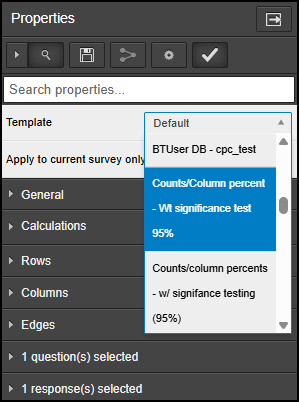 Properties
Search properties...
Template
Default
BTUser DB - cpc_test
Apply to current survey only
Counts/Column percent
- Wt significance test
95%
Counts/column percents
- w/ signifance testing
(95%)
General
Calculations
Rows
Columns
Edges
1 question(s) selected
1 response(s) selected